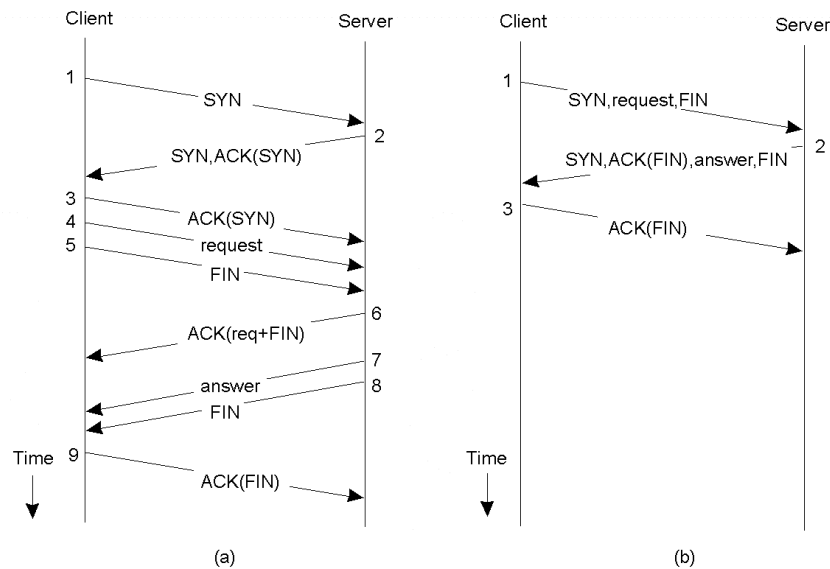 Client
Server
1
SYN
2
SYN,ACK(SYN)
3
ACK(SYN)
4
request
5
FIN
6
ACK(req+FIN)
7
answer
8
FIN
9
ACK(FIN)
Time
(a)
Client
Server
1
SYN,request,FIN
2
SYN,ACK(FIN),answer,FIN
3
ACK(FIN)
Time
(b)